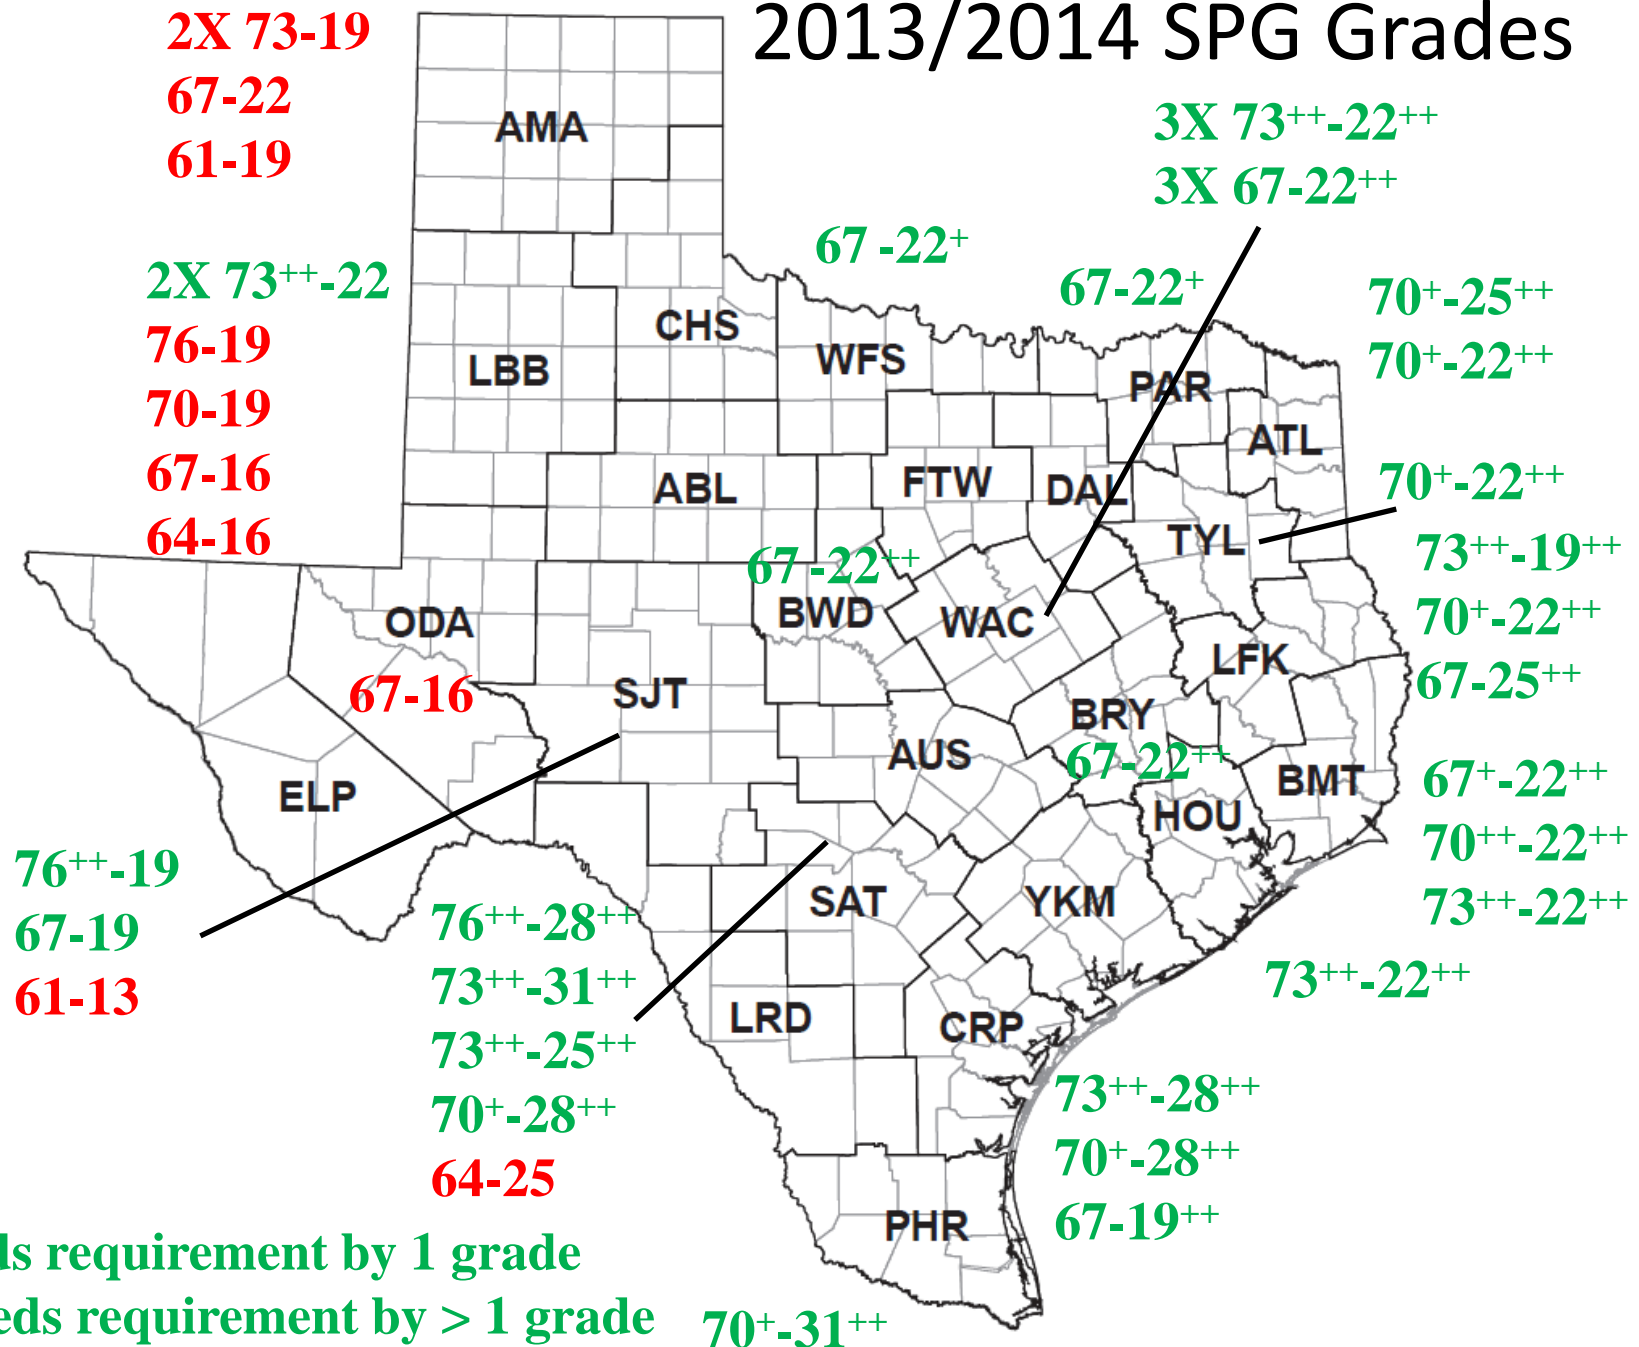 2013/2014 SPG Grades
2X 73-19
67-22
61-19
AMA
3X 73++-22++
3X 67-22++
67 -22+
67-22+
2X 73++-22
76-19
70-19
67-16
64-16
70+-25++
70+-22++
CHS
LBB
WFS
PAR
ATL
ABL
FTW
DAL
70+-22++
TYL
67 -22++
BWD
WAC
ODA
73++-19++
70+-22++
67-25++
LFK
67-16
SJT
BRY
67-22++
AUS
ELP
HOU
BMT
67+-22++
70++-22++
73++-22++
76++-19
67-19
61-13
SAT
YKM
76++-28++
73++-31++
73++-25++
70+-28++
64-25
73++-22++
LRD
CRP
73++-28++
70+-28++
67-19++
PHR
requirement by 1 grade
requirement by > 1 grade
70+-31++